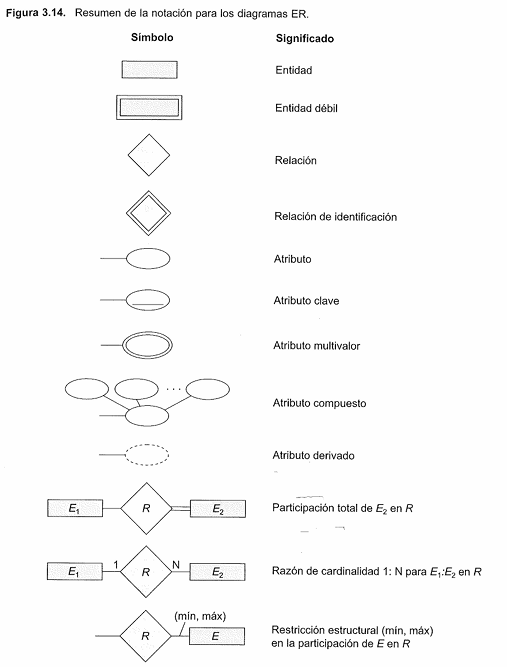 Figura 3.14. Resumen de la notación para los diagramas ER.
Símbolo Significado
Entidad
Entidad débil
Relación
Relación de identificación
Atributo
Atributo clave
Atributo multivalor
. . .
Atributo compuesto
Atributo derivado
E1 R E2 Participación total de E2 en R
E1 1 R N E2 Razón de cardinalidad 1: N para E1:E2 en R
(mín, máx)
R E Restricción estructural (mín, máx)
en la participación de E en R